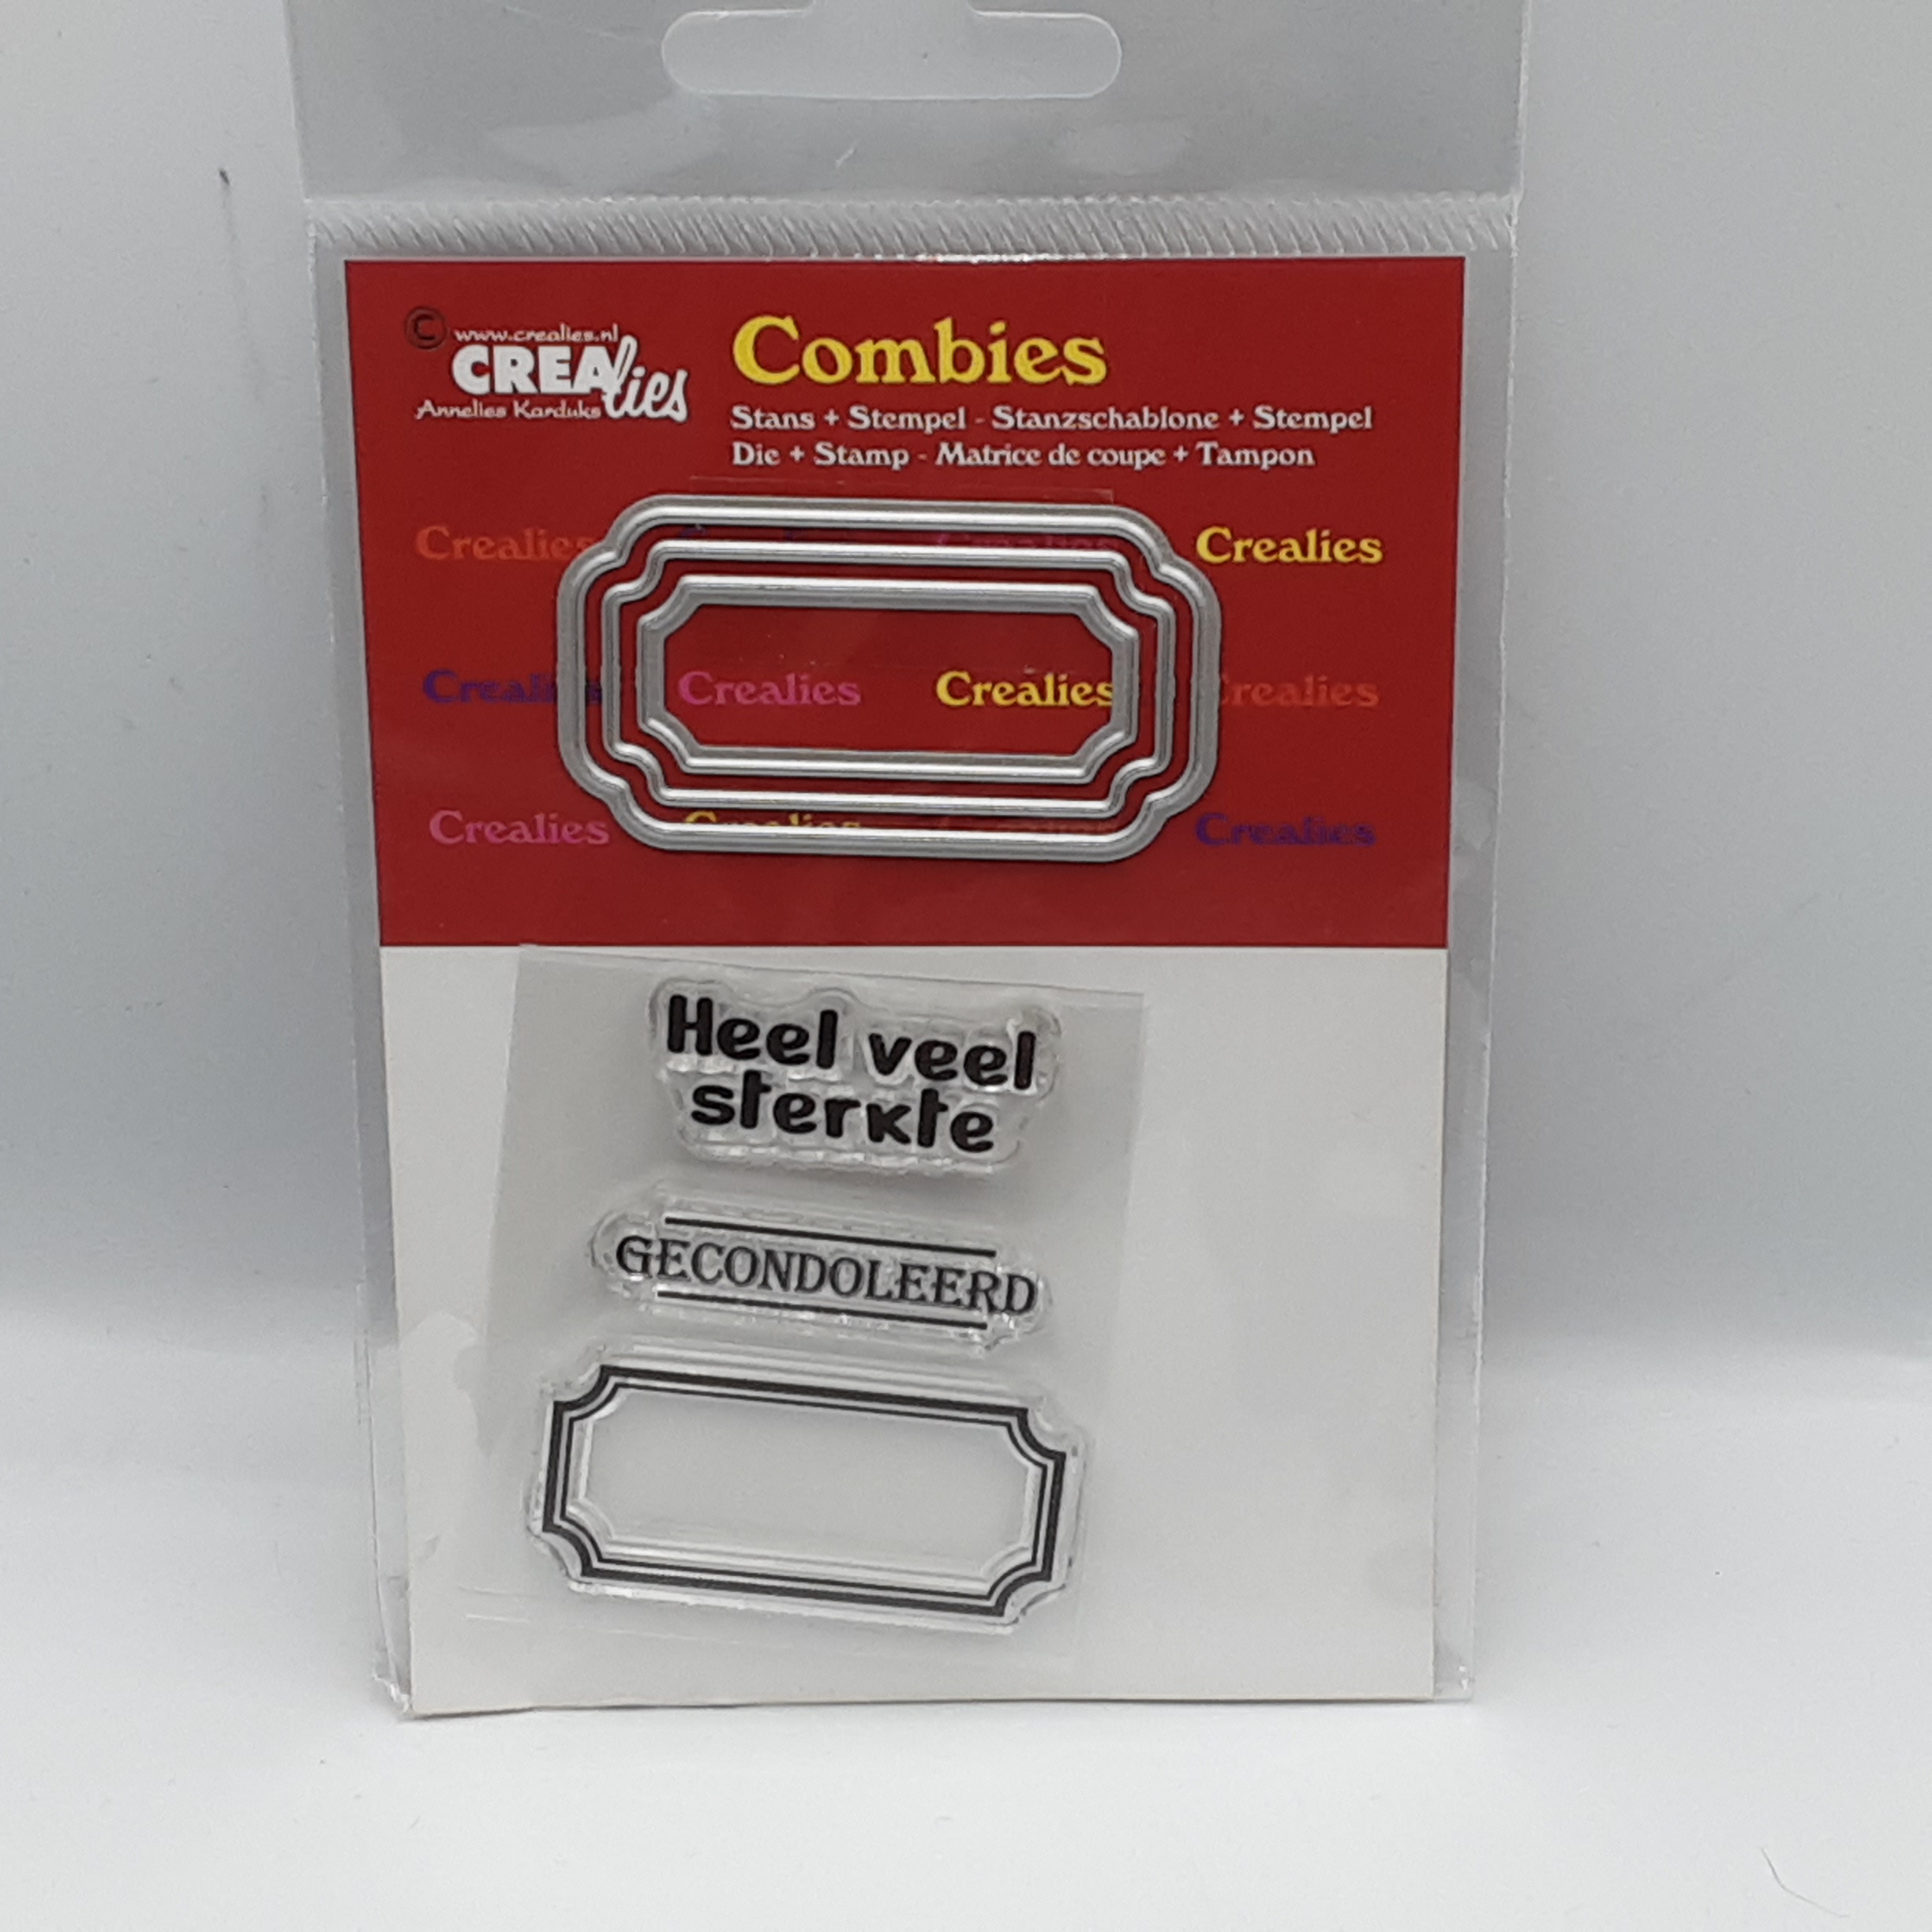 ©
www.crealies.nl
CREAlies
Annelies Karduks
Combies
Stans + Stempel - Stanzschablone + Stempel
Die + Stamp - Matrice de coupe + Tampon
Crealies Crealies
Crealies Crealies Crealies Crealies
Crealies Crealies Crealies
Heel veel
sterkte
GECONDOLEERD